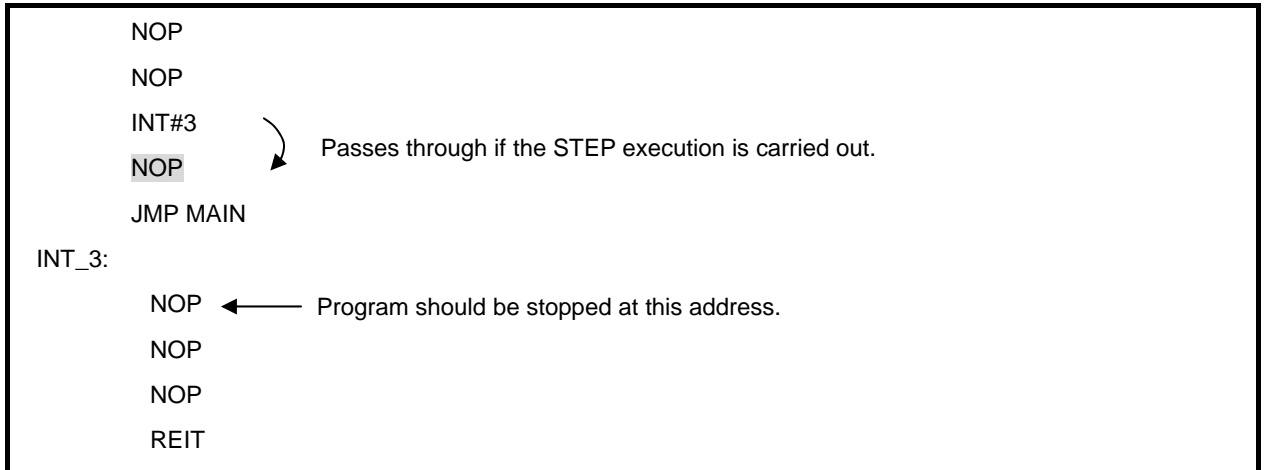 NOP
NOP
INT#3
Passes through if the STEP execution is carried out.
NOP
JMP MAIN
INT_3:
NOP Program should be stopped at this address.
NOP
NOP
REIT